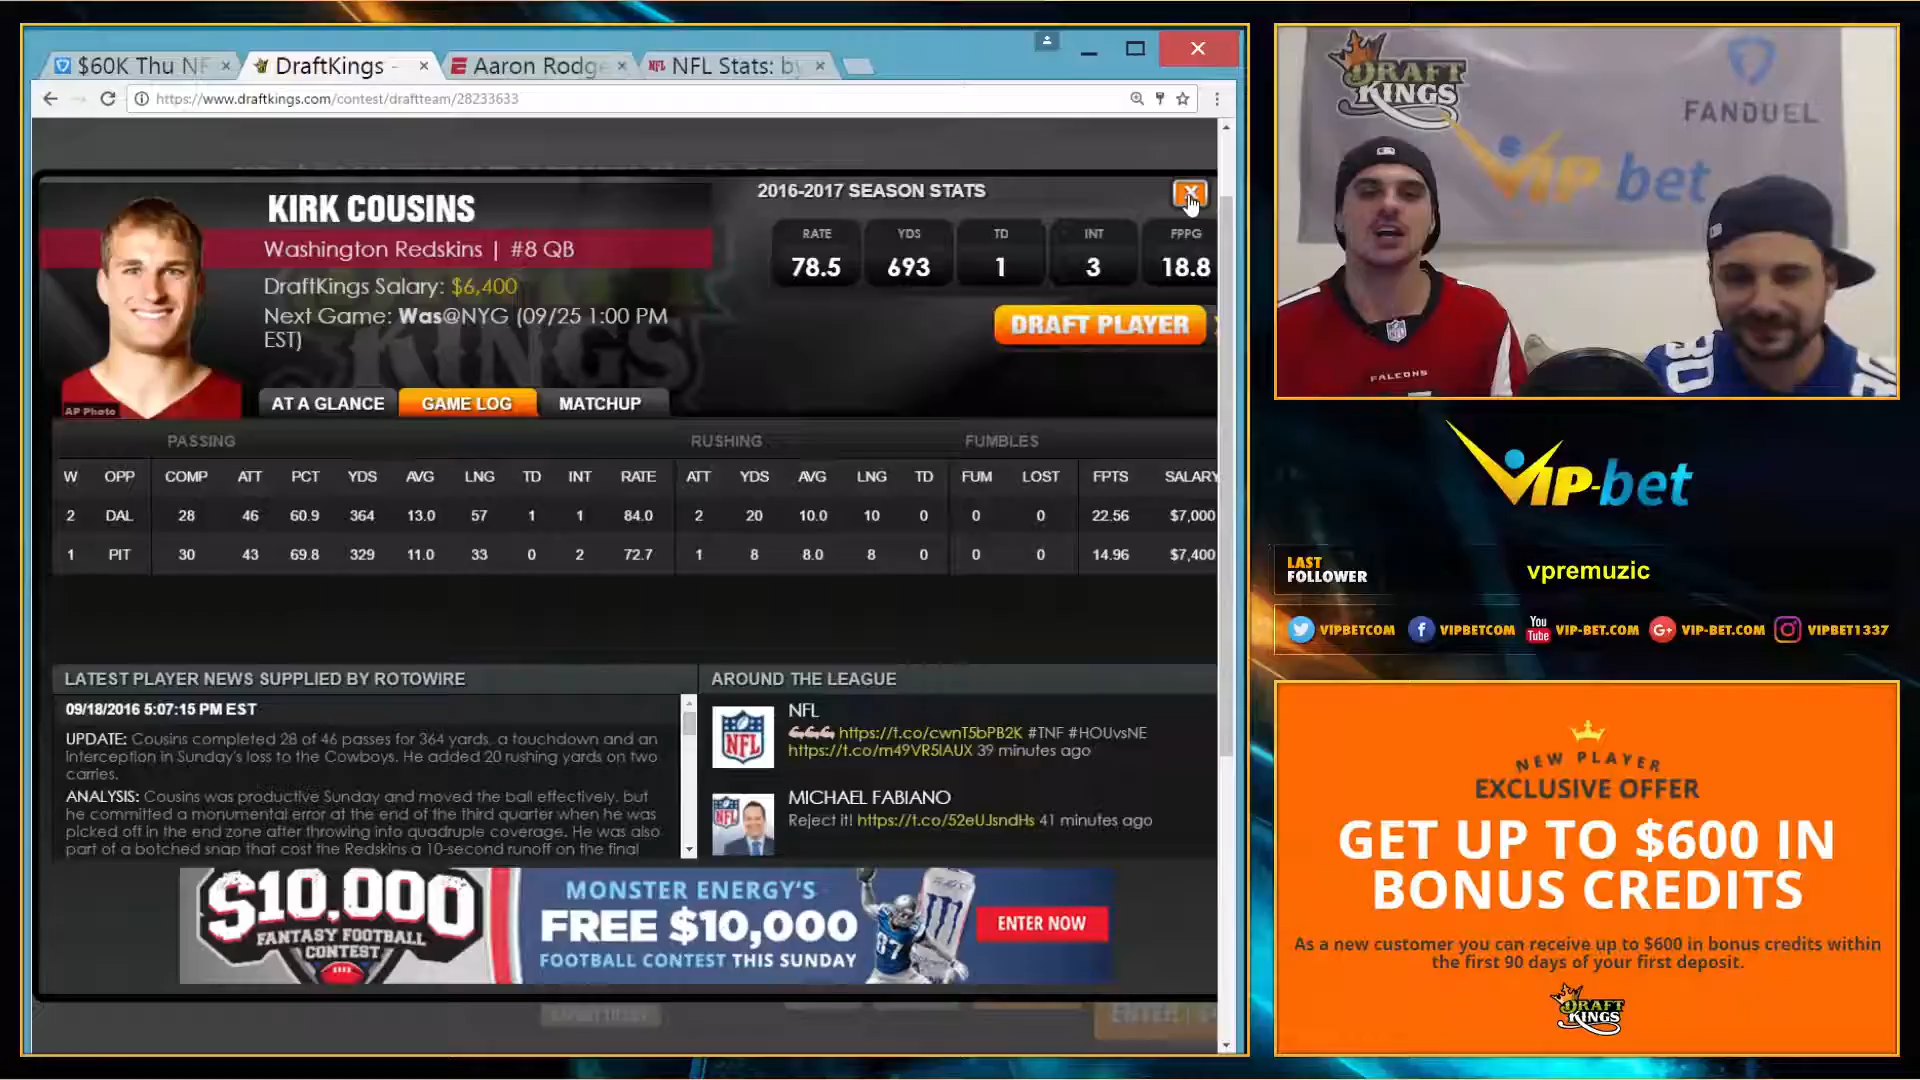 $60K Thu NF
DraftKings -
Aaron Rodge
NFL Stats: by
https://www.draftkings.com/contest/draftteam/28233633
KIRK COUSINS
Washington Redskins | #8 QB
DraftKings Salary: $6,400
Next Game: Was@NYG (09/25 1:00 PM
EST)
AP Photo
2016-2017 SEASON STATS
X
RATE YDS TD INT FPPG
78.5 693 1 3 18.8
DRAFT PLAYER
KINGS
AT A GLANCE GAME LOG MATCHUP
PASSING RUSHING FUMBLES
W OPP COMP ATT PCT YDS AVG LNG TD INT RATE ATT YDS AVG LNG TD FUM LOST FPTS SALARY
2 DAL 28 46 60.9 364 13.0 57 1 1 84.0 2 20 10.0 10 0 0 0 22.56 $7,000
1 PIT 30 43 69.8 329 11.0 33 0 2 72.7 1 8 8.0 8 0 0 0 14.96 $7,400
LATEST PLAYER NEWS SUPPLIED BY ROTOWIRE
09/18/2016 5:07:15 PM EST
UPDATE: Cousins completed 28 of 46 passes for 364 yards, a touchdown and an
interception in Sunday's loss to the Cowboys. He added 20 rushing yards on two
carries.
ANALYSIS: Cousins was productive Sunday and moved the ball effectively, but
he committed a monumental error at the end of the third quarter when he was
picked off in the end zone after throwing into quadruple coverage. He was also
part of a botched snap that cost the Redskins a 10-second runoff on the final
AROUND THE LEAGUE
NFL
NFL
https://t.co/cwnT5bPB2K #TNF #HOUvsNE
https://t.co/m49VR5IAUX 39 minutes ago
NFL
MICHAEL FABIANO
Reject it! https://t.co/52eUJsndHs 41 minutes ago
$10,000
FANTASY FOOTBALL
CONTEST
MONSTER ENERGY'S
FREE $10,000
FOOTBALL CONTEST THIS SUNDAY
87
ENTER NOW
DRAFT
KINGS
FANDUEL
VIP-bet
FALCONS
VIP-bet
LAST
FOLLOWER
vpremuzic
VIPBETCOM
VIPBETCOM
You
Tube
VIP-BET.COM
G+
VIP-BET.COM
VIPBET1337
NEW PLAYER
EXCLUSIVE OFFER
GET UP TO $600 IN
BONUS CREDITS
As a new customer you can receive up to $600 in bonus credits within
the first 90 days of your first deposit.
DRAFT
KINGS